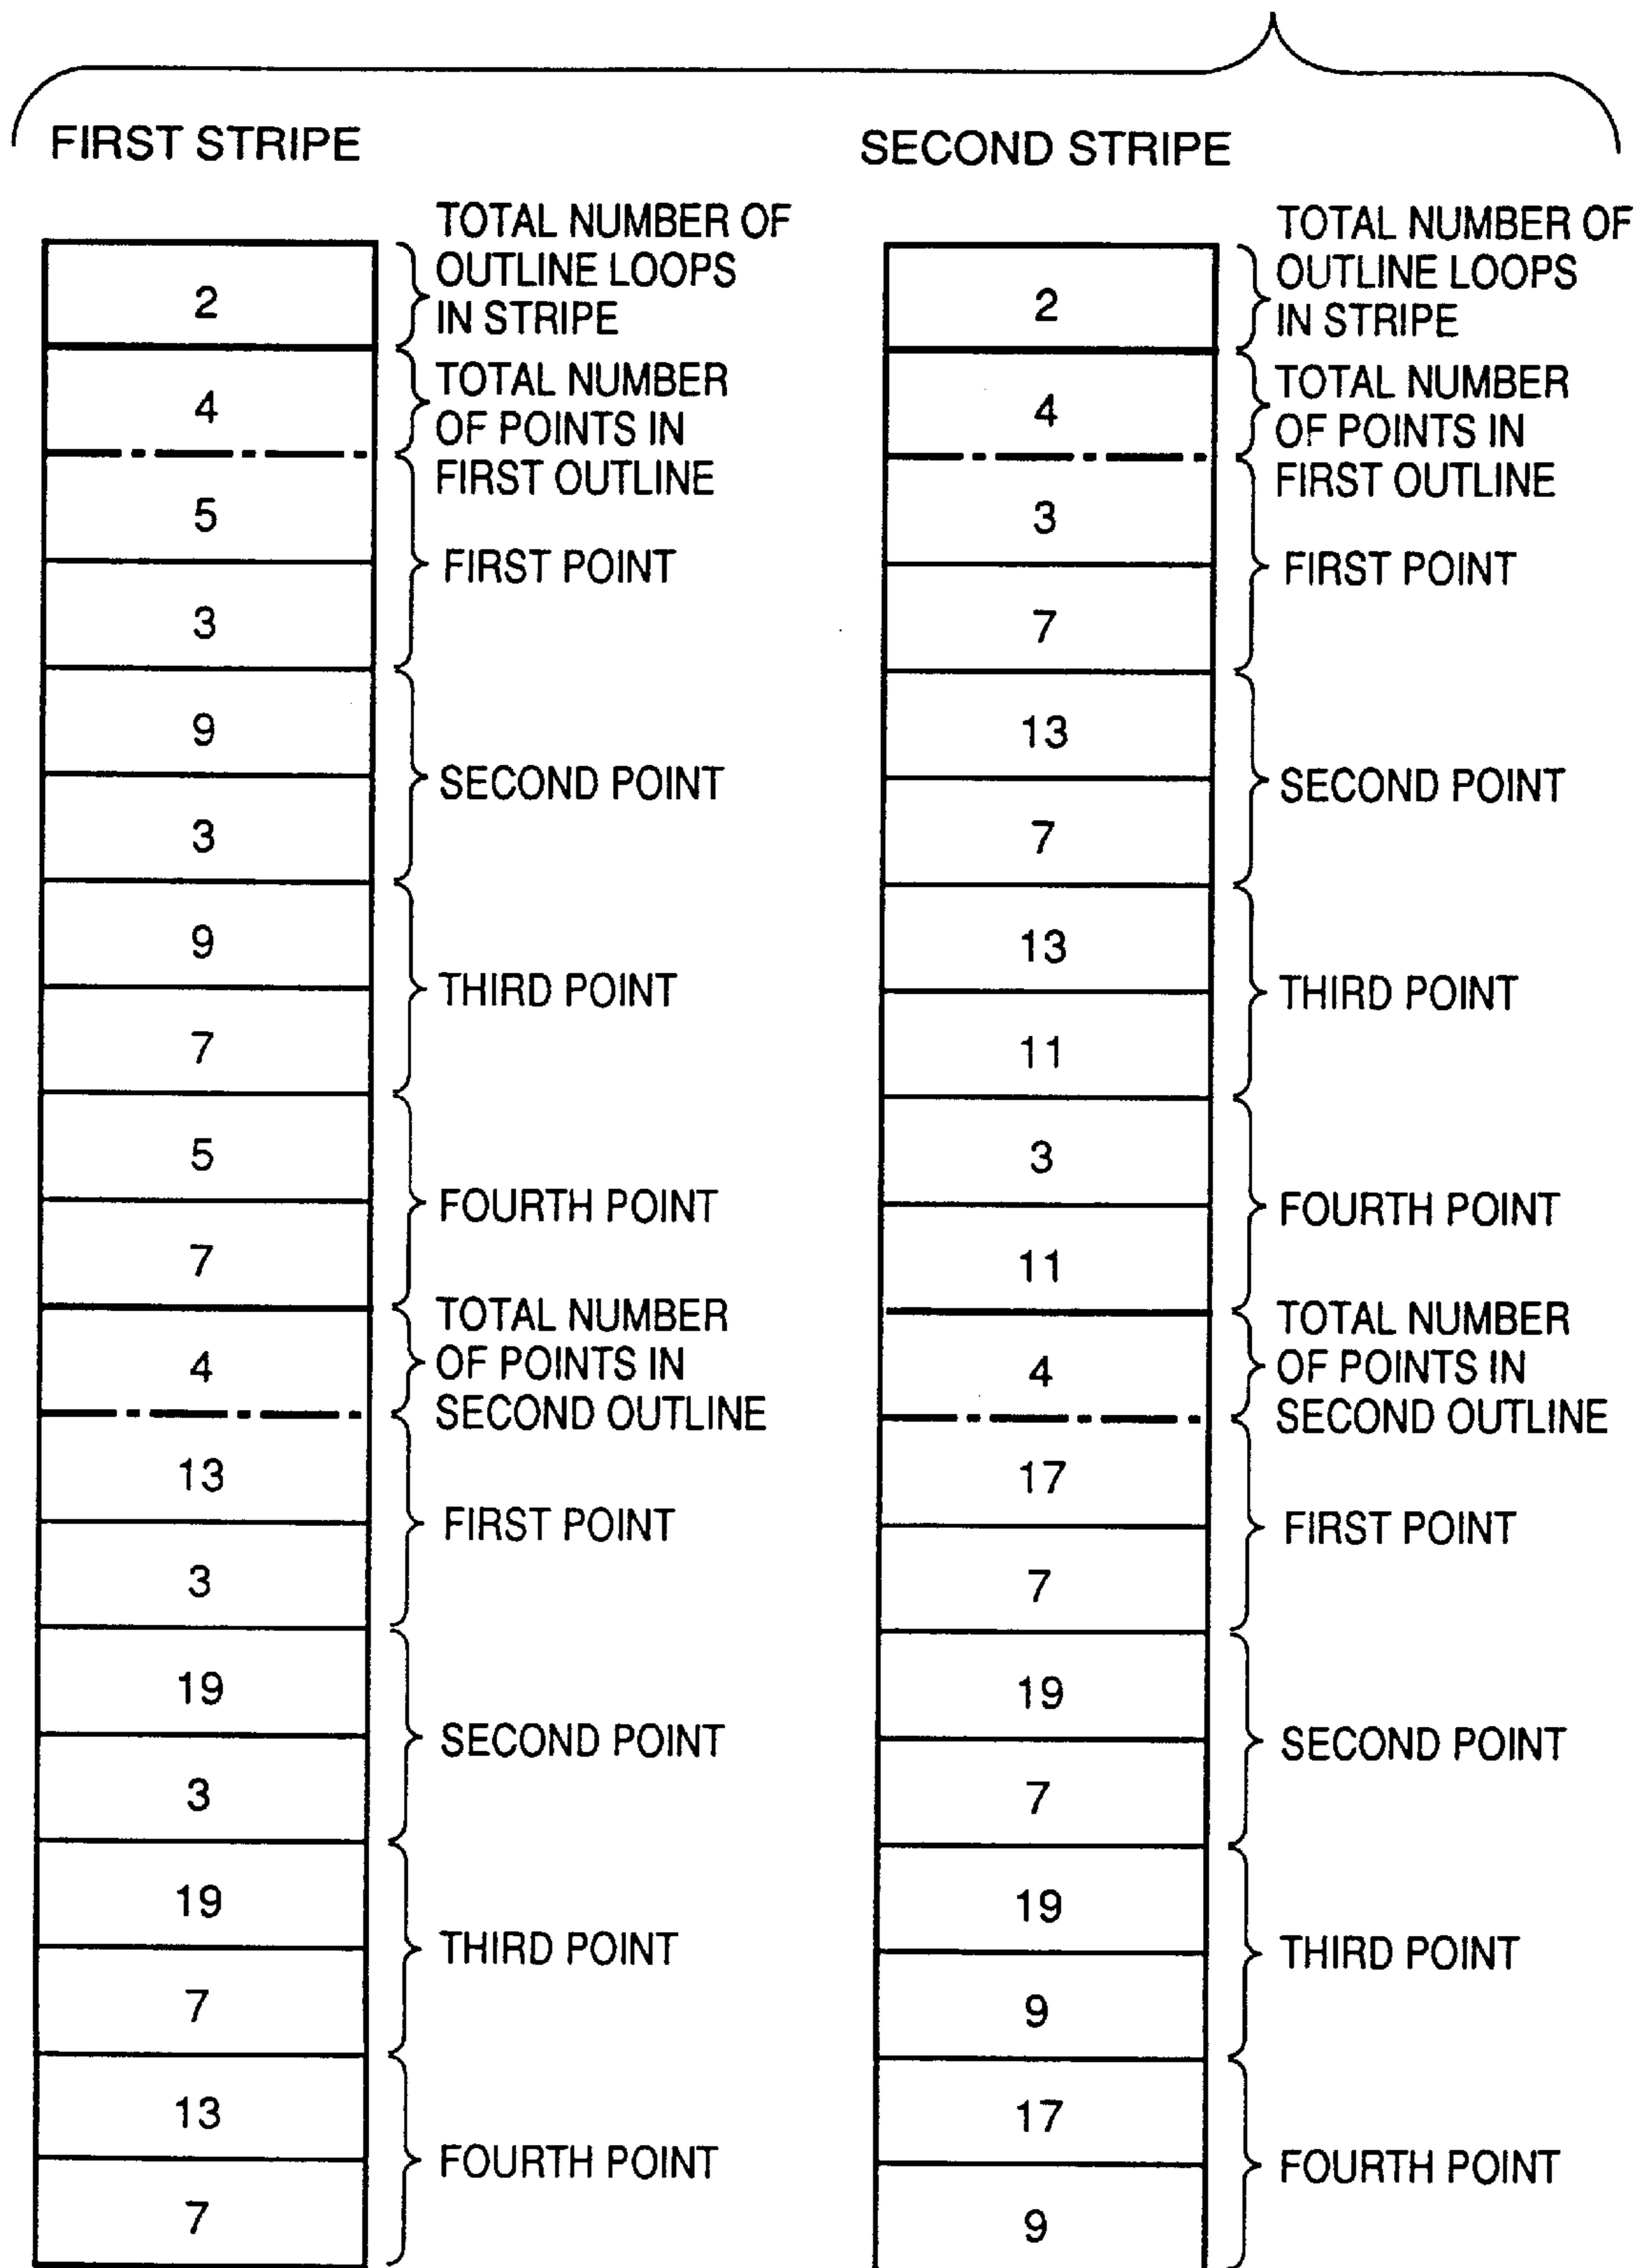 FIRST STRIPE
TOTAL NUMBER OF
OUTLINE LOOPS
IN STRIPE
2
TOTAL NUMBER
OF POINTS IN
FIRST OUTLINE
4
5
3
FIRST POINT
9
3
SECOND POINT
9
7
THIRD POINT
5
7
FOURTH POINT
TOTAL NUMBER
OF POINTS IN
SECOND OUTLINE
4
13
3
FIRST POINT
19
3
SECOND POINT
19
7
THIRD POINT
13
7
FOURTH POINT
SECOND STRIPE
TOTAL NUMBER OF
OUTLINE LOOPS
IN STRIPE
2
TOTAL NUMBER
OF POINTS IN
FIRST OUTLINE
4
3
7
FIRST POINT
13
7
SECOND POINT
13
11
THIRD POINT
3
11
FOURTH POINT
TOTAL NUMBER
OF POINTS IN
SECOND OUTLINE
4
17
7
FIRST POINT
19
7
SECOND POINT
19
9
THIRD POINT
17
9
FOURTH POINT